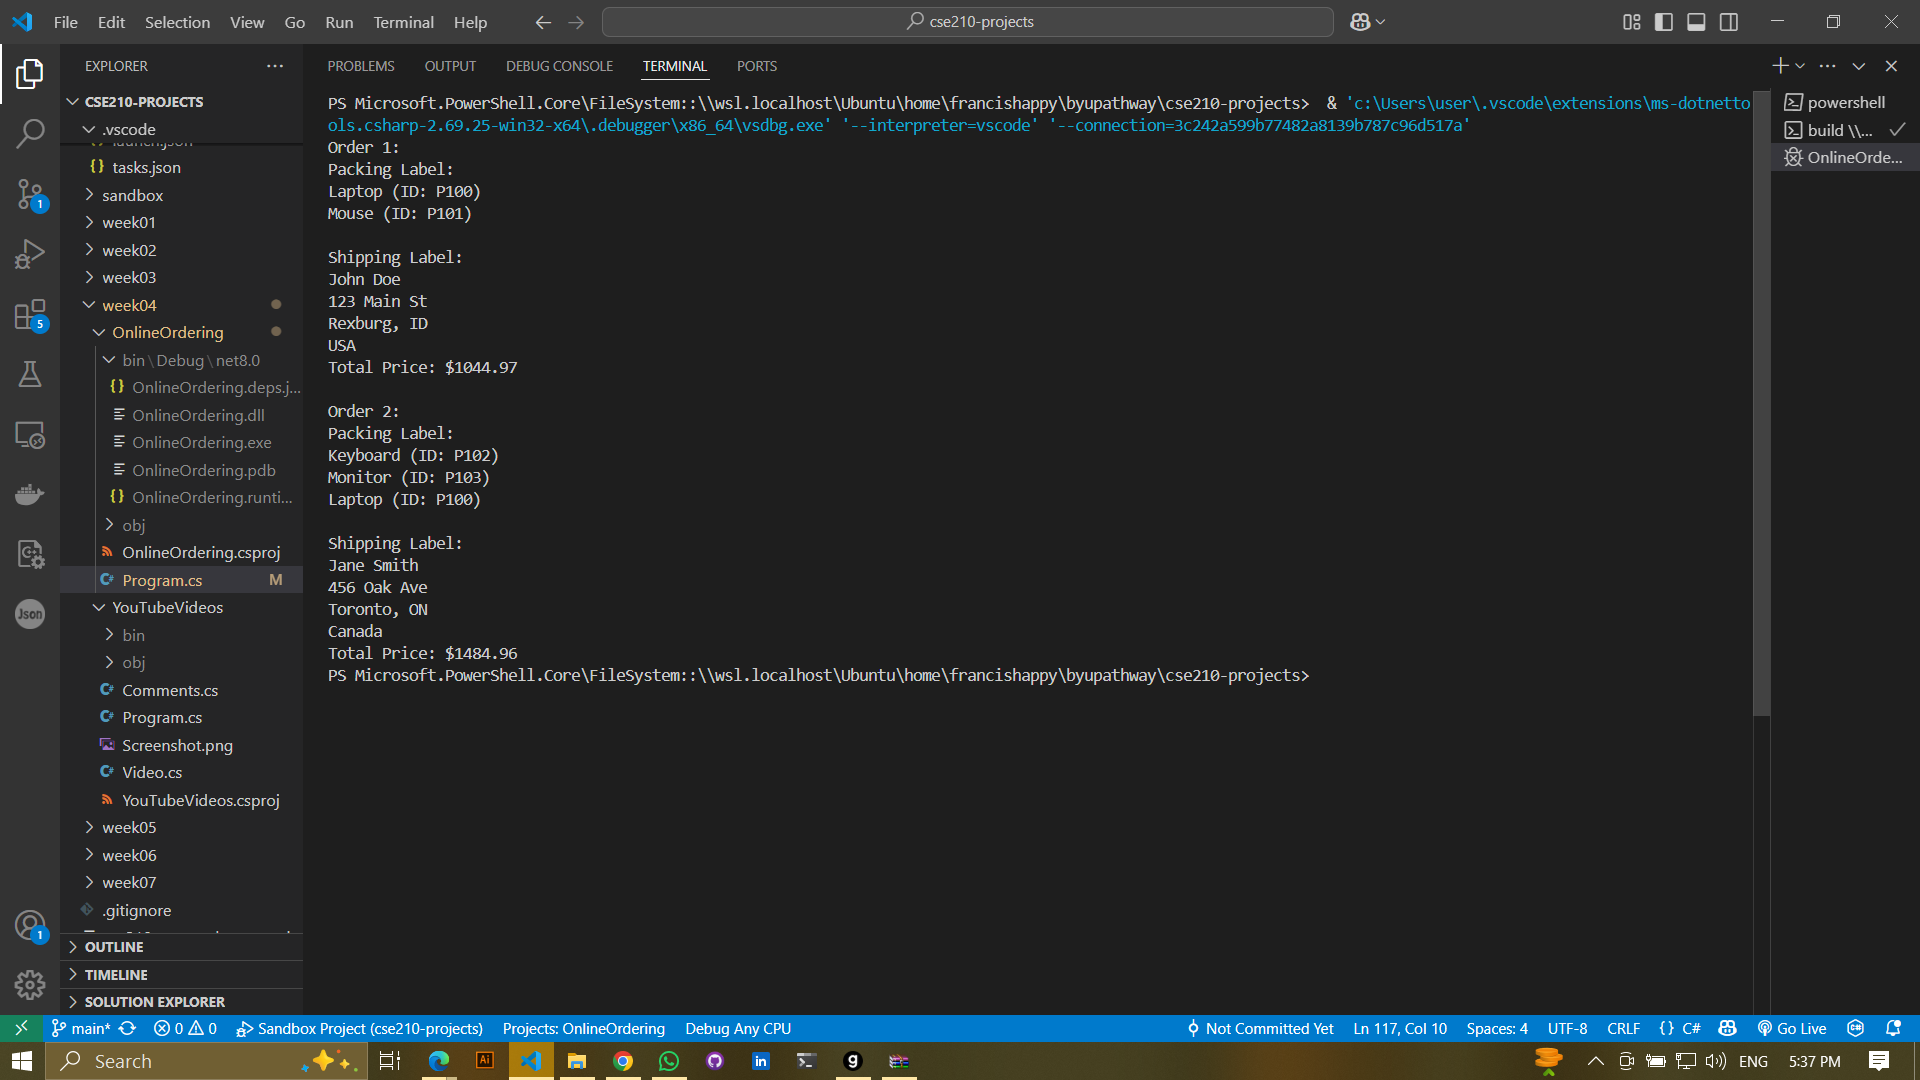 File Edit Selection View Go Run Terminal Help
cse210-projects
EXPLORER
CSE210-PROJECTS
.vscode
launch.json
tasks.json
sandbox
week01
week02
week03
week04
OnlineOrdering
bin\Debug\net8.0
OnlineOrdering.deps.j...
OnlineOrdering.dll
OnlineOrdering.exe
OnlineOrdering.pdb
OnlineOrdering.runti...
obj
OnlineOrdering.csproj
Program.cs M
YouTubeVideos
bin
obj
Comments.cs
Program.cs
Screenshot.png
Video.cs
YouTubeVideos.csproj
week05
week06
week07
.gitignore
OUTLINE
TIMELINE
SOLUTION EXPLORER
1
5
Json
1
PROBLEMS OUTPUT DEBUG CONSOLE TERMINAL PORTS
PS Microsoft.PowerShell.Core\FileSystem::\\wsl.localhost\Ubuntu\home\francishappy\byupathway\cse210-projects> & 'c:\Users\user\.vscode\extensions\ms-dotnetto
ols.csharp-2.69.25-win32-x64\.debugger\x86_64\vsdbg.exe' '--interpreter=vscode' '--connection=3c242a599b77482a8139b787c96d517a'
Order 1:
Packing Label:
Laptop (ID: P100)
Mouse (ID: P101)
Shipping Label:
John Doe
123 Main St
Rexburg, ID
USA
Total Price: $1044.97
Order 2:
Packing Label:
Keyboard (ID: P102)
Monitor (ID: P103)
Laptop (ID: P100)
Shipping Label:
Jane Smith
456 Oak Ave
Toronto, ON
Canada
Total Price: $1484.96
PS Microsoft.PowerShell.Core\FileSystem::\\wsl.localhost\Ubuntu\home\francishappy\byupathway\cse210-projects>
powershell
build \\...
OnlineOrde...
main* 0 0 Sandbox Project (cse210-projects) Projects: OnlineOrdering Debug Any CPU Not Committed Yet Ln 117, Col 10 Spaces: 4 UTF-8 CRLF {} C# Go Live
Search ENG 5:37 PM